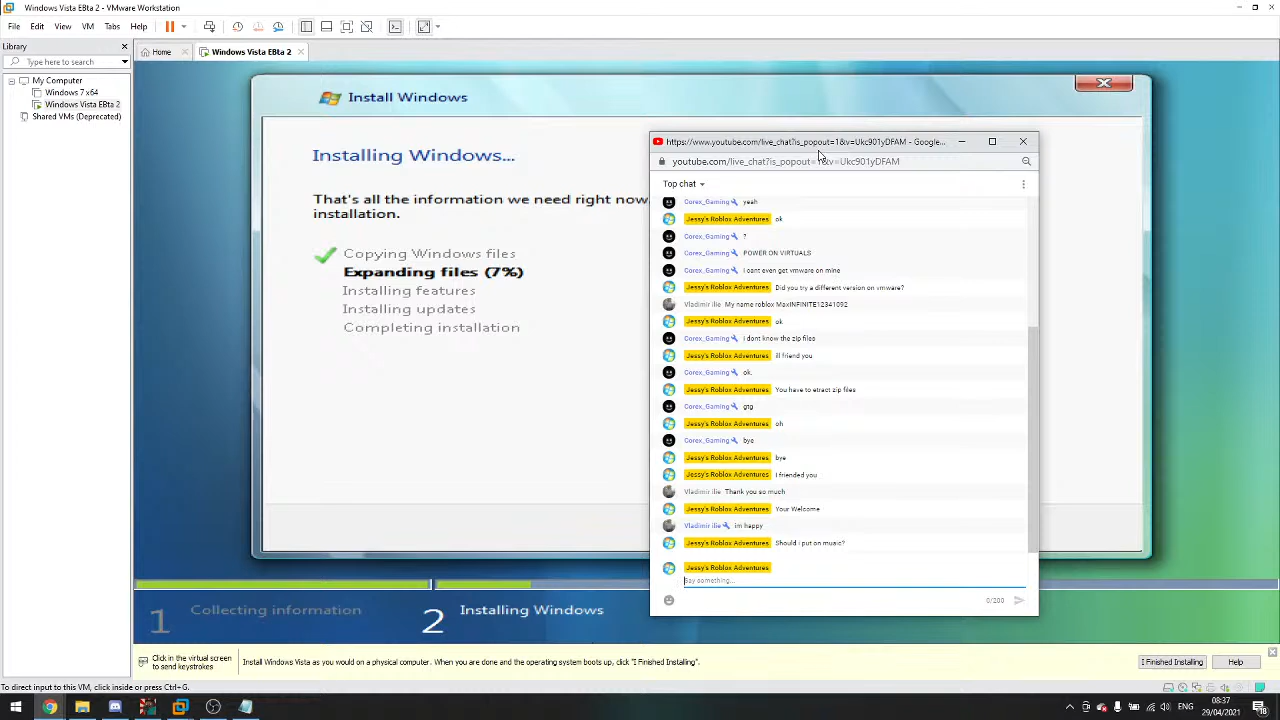 Windows Vista EBta 2 - VMware Workstation
File Edit View VM Tabs Help
Library
Type here to search
My Computer
Windows 7 x64
Windows Vista EBta 2
Shared VMs (Deprecated)
Home
Windows Vista EBta 2
Install Windows
Installing Windows...
That's all the information we need right now
installation.
Copying Windows files
Expanding files (7%)
Installing features
Installing updates
Completing installation
https://www.youtube.com/live_chat?is_popout=1&v=Ukc901yDFAM - Google...
youtube.com/live_chat?is_popout=1&v=Ukc901yDFAM
Top chat
Corex_Gaming yeah
Jessy's Roblox Adventures ok
Corex_Gaming ?
Corex_Gaming POWER ON VIRTUALS
Corex_Gaming I cant even get vmware on mine
Jessy's Roblox Adventures Did you try a different version on vmware?
Vladimir ilie My name roblox MaxINFINITE12341092
Jessy's Roblox Adventures ok
Corex_Gaming I dont know the zip files
Jessy's Roblox Adventures ill friend you
Corex_Gaming ok.
Jessy's Roblox Adventures You have to etract zip files
Corex_Gaming gtg
Jessy's Roblox Adventures oh
Corex_Gaming bye
Jessy's Roblox Adventures bye
Jessy's Roblox Adventures I friended you
Vladimir ilie Thank you so much
Jessy's Roblox Adventures Your Welcome
Vladimir ilie im happy
Jessy's Roblox Adventures Should i put on music?
Jessy's Roblox Adventures
Say something...
0/200
1 Collecting information
2 Installing Windows
Click in the virtual screen
to send keystrokes
Install Windows Vista as you would on a physical computer. When you are done and the operating system boots up, click "I Finished Installing".
I Finished Installing
Help
To direct input to this VM, click inside or press Ctrl+G.
ENG
08:37
29/04/2021